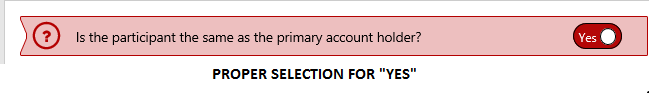 ? Is the participant the same as the primary account holder? Yes
PROPER SELECTION FOR "YES"